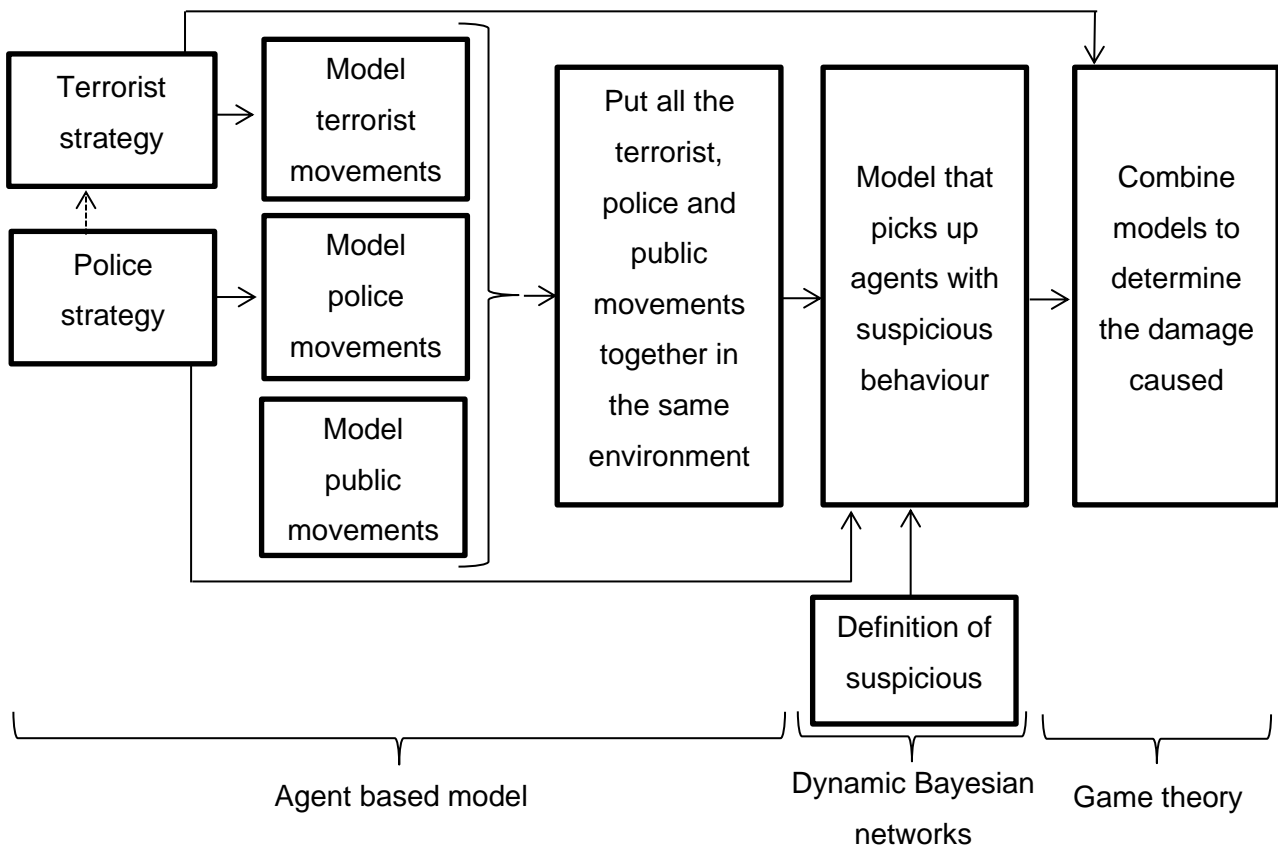 Terrorist
strategy
Police
strategy
Model
terrorist
movements
Model
police
movements
Model
public
movements
Put all the
terrorist,
police and
public
movements
together in
the same
environment
Model that
picks up
agents with
suspicious
behaviour
Combine
models to
determine
the damage
caused
Definition of
suspicious
Agent based model
Dynamic Bayesian
networks
Game theory